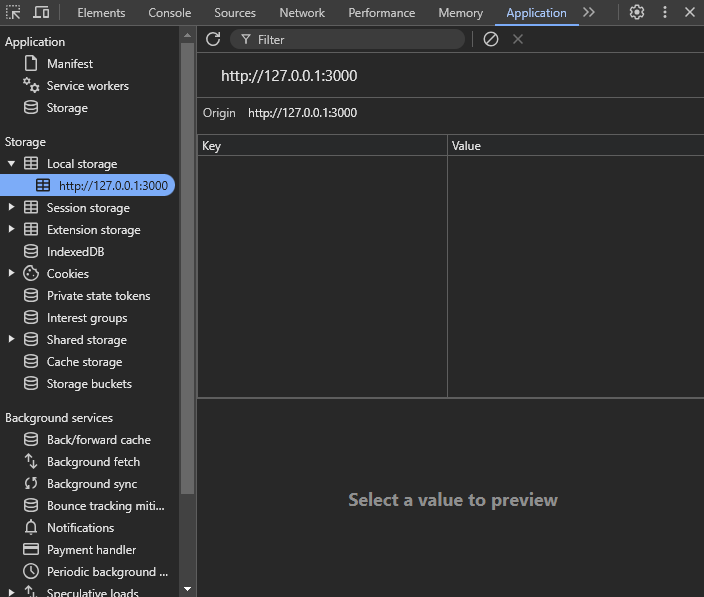 Elements Console Sources Network Performance Memory Application
Filter
Application
Manifest
Service workers
Storage
Storage
Local storage
http://127.0.0.1:3000
Session storage
Extension storage
IndexedDB
Cookies
Private state tokens
Interest groups
Shared storage
Cache storage
Storage buckets
Background services
Back/forward cache
Background fetch
Background sync
Bounce tracking miti...
Notifications
Payment handler
Periodic background ...
Speculative loads
http://127.0.0.1:3000
Origin http://127.0.0.1:3000
Key Value
Select a value to preview